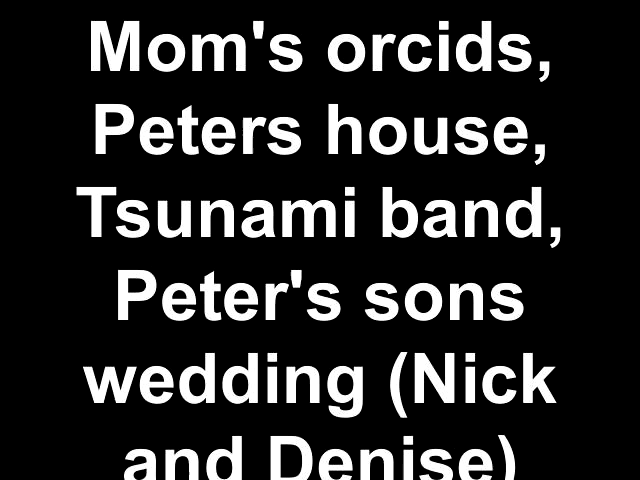 Mom's orcids,
Peters house,
Tsunami band,
Peter's sons
wedding (Nick
and Denise)